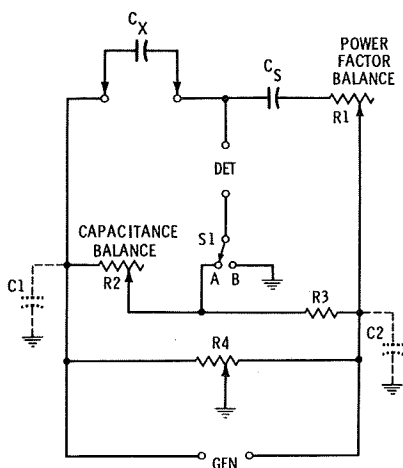 CX
POWER
FACTOR
BALANCE
CS
R1
DET
CAPACITANCE
BALANCE
S1
A B
C1
R2
R3
C2
R4
GEN